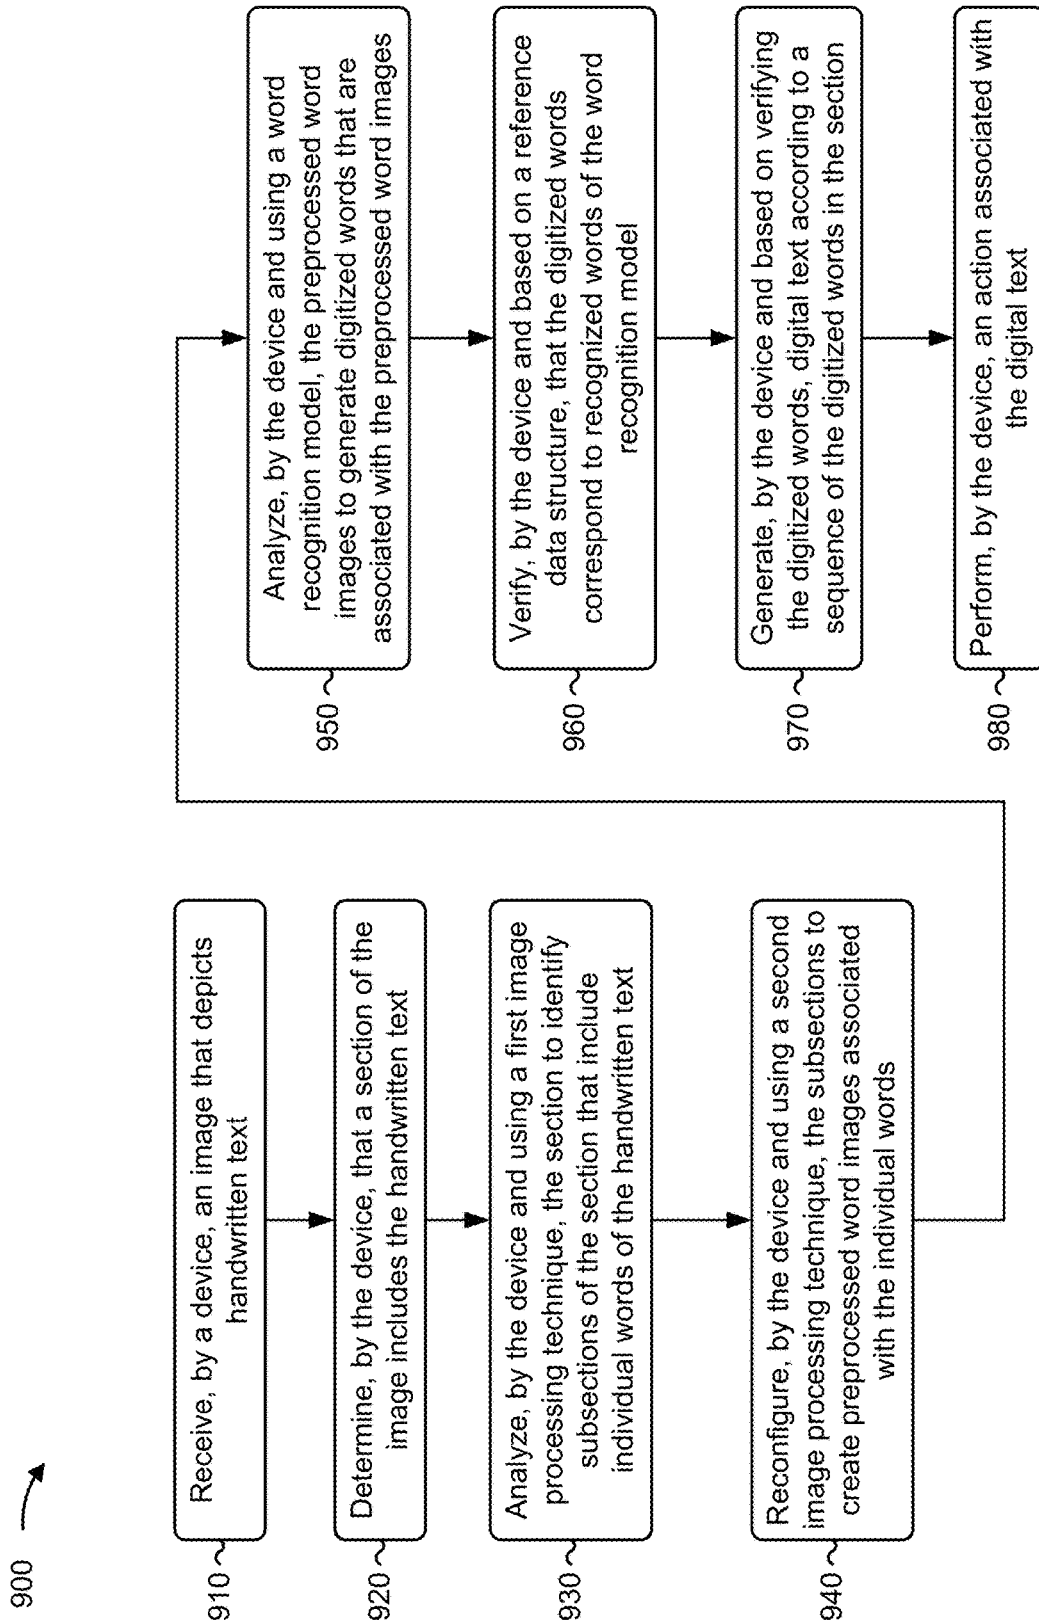 900
910
Receive, by a device, an image that depicts
handwritten text
920
Determine, by the device, that a section of the
image includes the handwritten text
930
Analyze, by the device and using a first image
processing technique, the section to identify
subsections of the section that include
individual words of the handwritten text
940
Reconfigure, by the device and using a second
image processing technique, the subsections to
create preprocessed word images associated
with the individual words
950
Analyze, by the device and using a word
recognition model, the preprocessed word
images to generate digitized words that are
associated with the preprocessed word images
960
Verify, by the device and based on a reference
data structure, that the digitized words
correspond to recognized words of the word
recognition model
970
Generate, by the device and based on verifying
the digitized words, digital text according to a
sequence of the digitized words in the section
980
Perform, by the device, an action associated with
the digital text